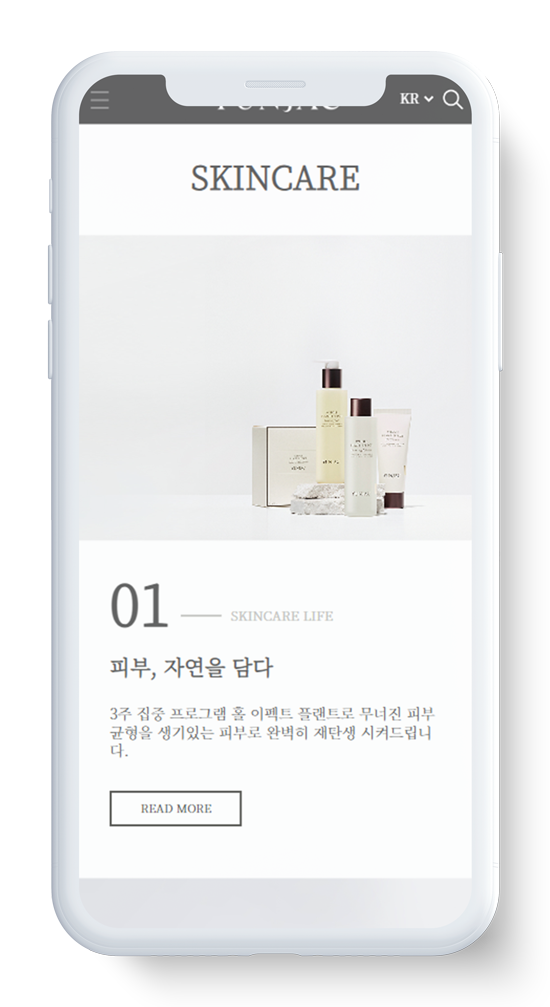 KR
SKINCARE
01
SKINCARE LIFE
피부, 자연을 담다
3주 집중 프로그램 홀 이펙트 플랜트로 무너진 피부
균형을 생기있는 피부로 완벽히 재탄생 시켜드립니
다.
READ MORE